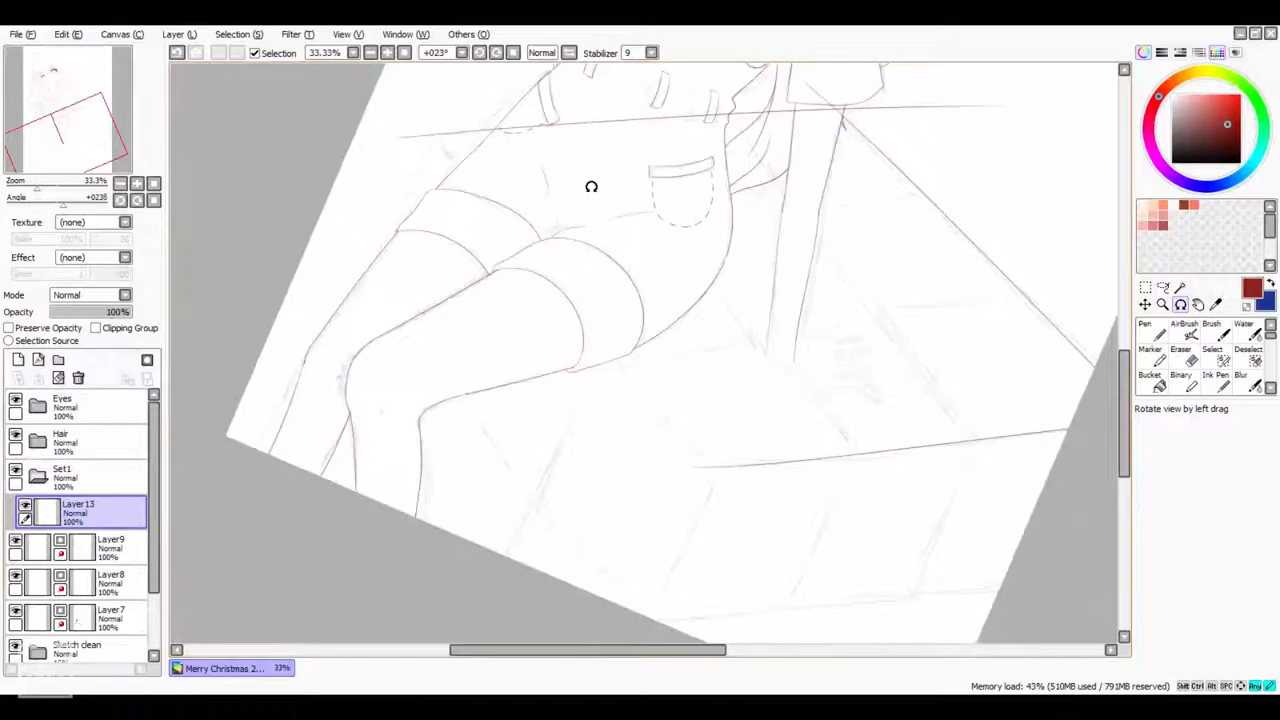 File (F) Edit (E) Canvas (C) Layer (L) Selection (S) Filter (T) View (V) Window (W) Others (O)
Selection 33.33% +023° Normal Stabilizer 9
Zoom 33.3%
Angle +023ß
Texture (none)
100% 20
Effect (none)
Mode Normal
Opacity 100%
Preserve Opacity Clipping Group
Selection Source
Eyes
Normal
100%
Hair
Normal
100%
Set1
Normal
100%
Layer13
Normal
100%
Layer9
Normal
100%
Layer8
Normal
100%
Layer7
Normal
100%
Sketch clean
Normal
Pen AirBrush Brush Water
Marker Eraser Select Deselect
Bucket Binary Ink Pen Blur
Rotate view by left drag
Merry Christmas 2... 33%
Memory load: 43% (510MB used / 791MB reserved) Shift Ctrl Alt SPC Any